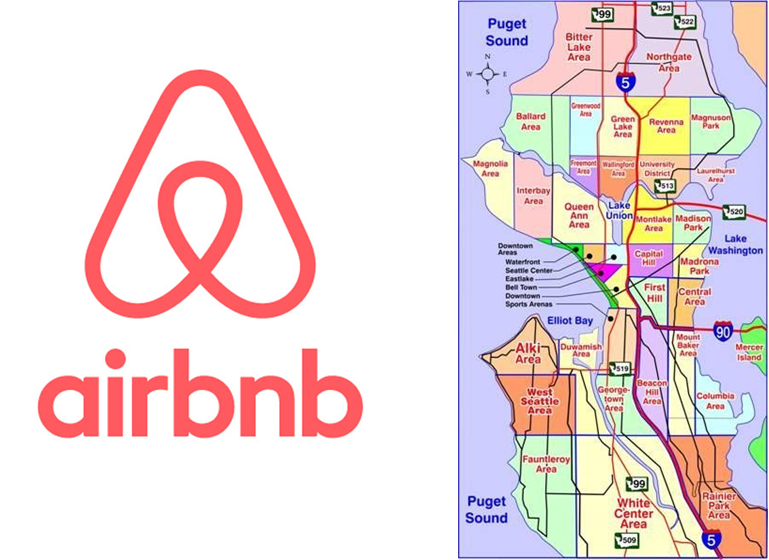 airbnb
Puget
Sound
99
523
522
Bitter
Lake
Area
Northgate
Area
N
W
E
S
5
Ballard
Area
Greenwood
Area
Green
Lake
Area
Ravenna
Area
Magnuson
Park
Magnolia
Area
Freemont
Area
Wallingford
Area
University
District
Laurelhurst
Area
513
Interbay
Area
Queen
Ann
Area
Lake
Union
Montlake
Area
Madison
Park
520
Lake
Washington
Downtown
Areas
Waterfront
Seattle Center
Eastlake
Bell Town
Downtown
Sports Arenas
Capital
Hill
Madrona
Park
First
Hill
Central
Area
Elliot Bay
90
Alki
Area
Duwamish
Area
Mount
Baker
Area
Mercer
Island
519
West
Seattle
Area
George-
town
Area
Beacon
Hill
Area
Columbia
Area
Fauntleroy
Area
Puget
Sound
99
White
Center
Area
509
Rainier
Park
Area
5